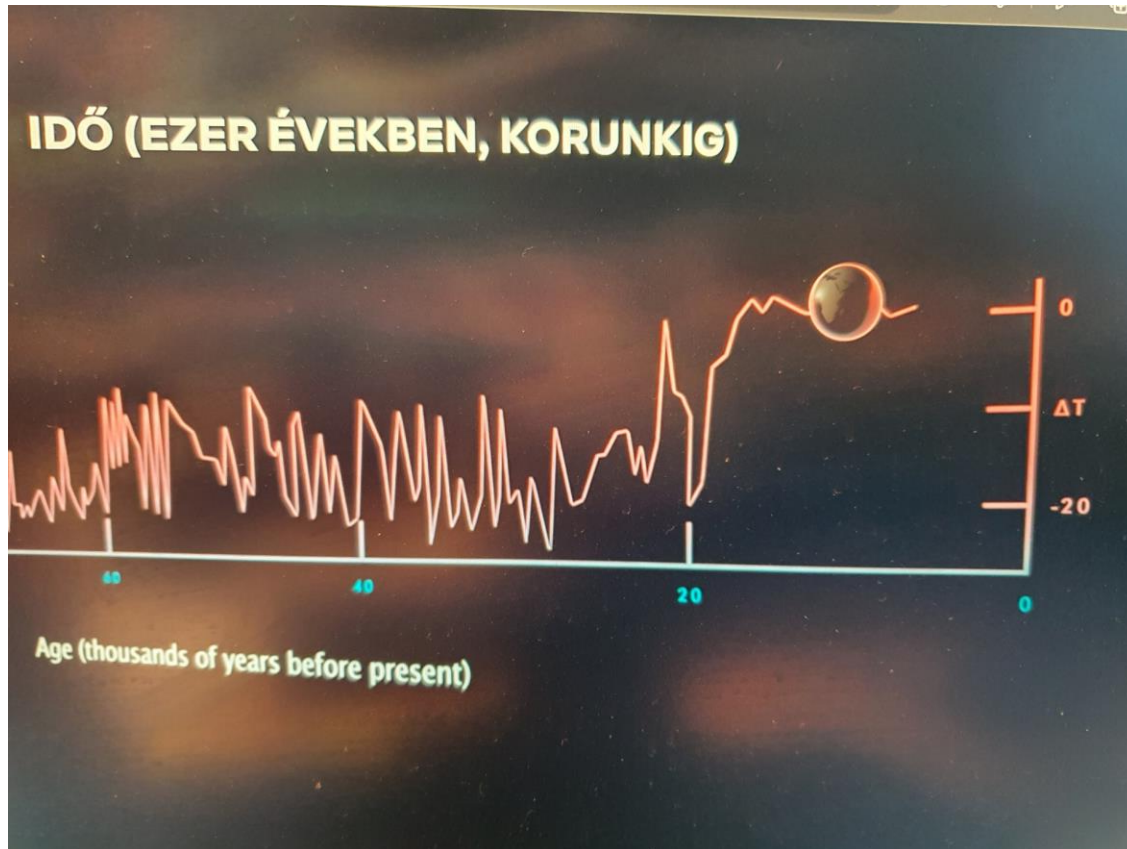 IDŐ (EZER ÉVEKBEN, KORUNKIG)
0
ΔT
-20
60 40 20 0
Age (thousands of years before present)